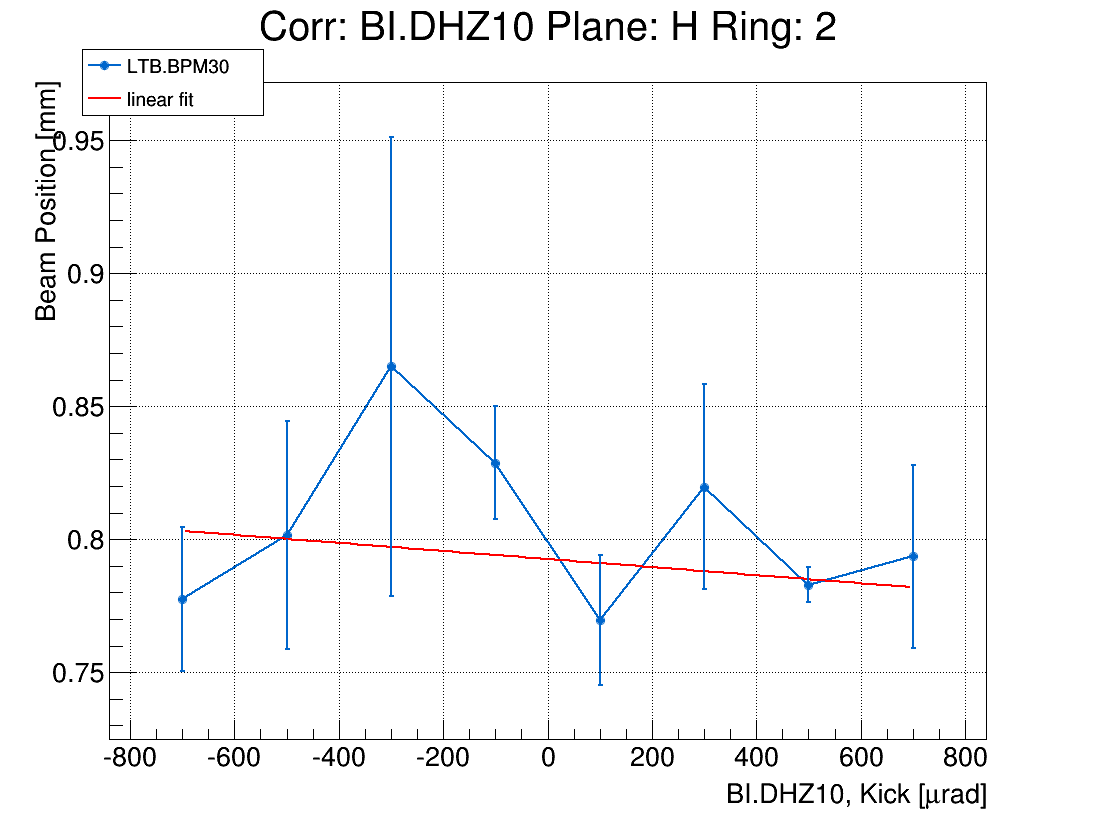 Corr: BI.DHZ10 Plane: H Ring: 2
LTB.BPM30
linear fit
Beam Position [mm]
0.95
0.9
0.85
0.8
0.75
-800 -600 -400 -200 0 200 400 600 800
BI.DHZ10, Kick [μrad]